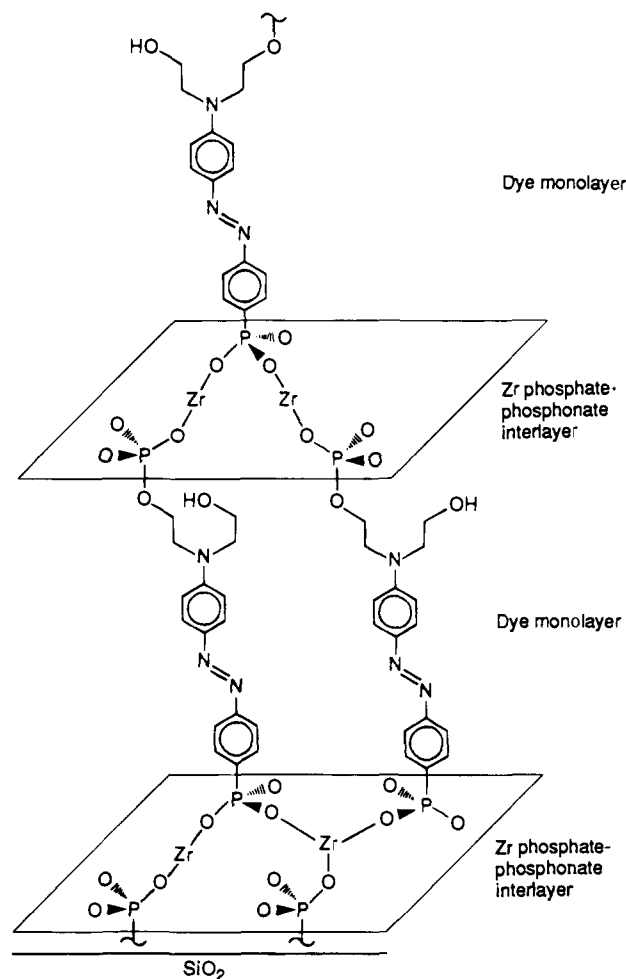 HO
O
N
Dye monolayer
N
N
P
O
O
O
Zr
Zr
Zr phosphate-
phosphonate
interlayer
O
O
O
P
O
O
O
P
O
O
HO
O
OH
N
N
Dye monolayer
N
N
N
N
P
O
O
O
O
P
O
O
Zr
Zr
Zr phosphate-
phosphonate
interlayer
O
O
O
P
O
O
O
P
SiO2